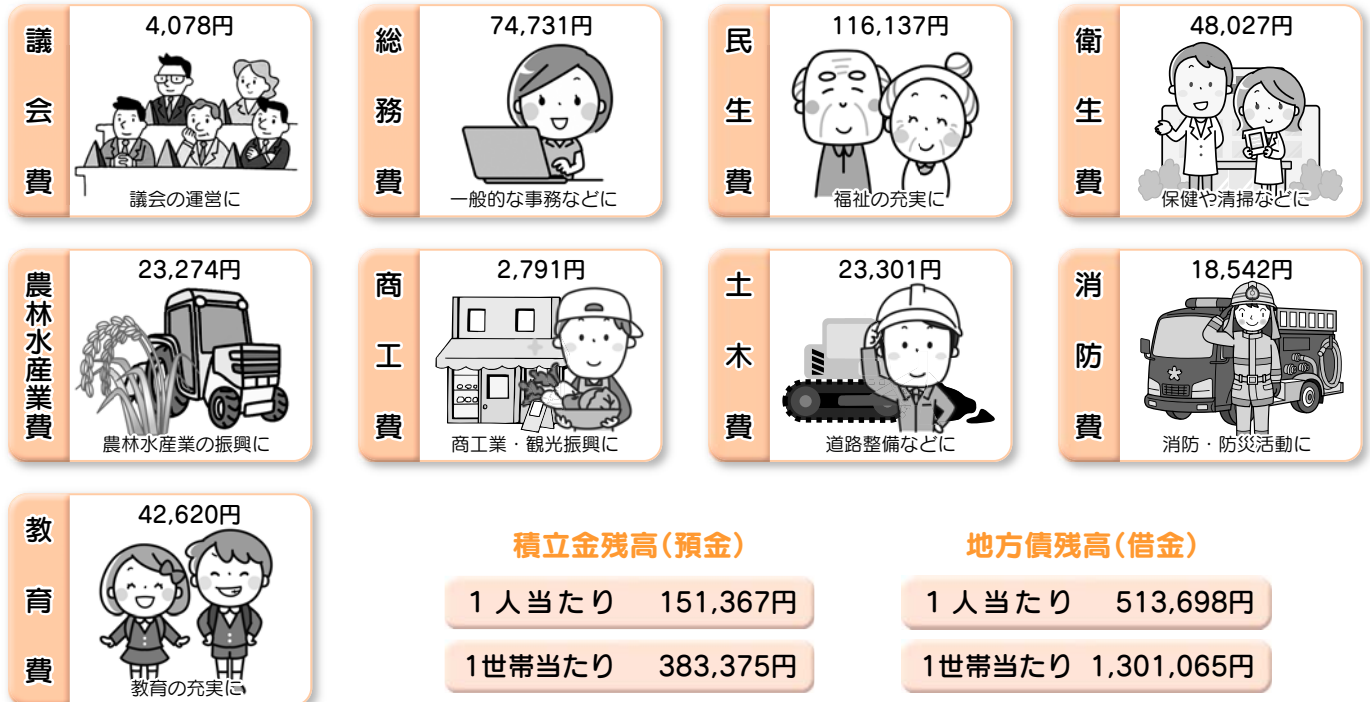 議会費
4,078円
議会の運営に
総務費
74,731円
一般的な事務などに
民生費
116,137円
福祉の充実に
衛生費
48,027円
保健や清掃などに
農林水産業費
23,274円
農林水産業の振興に
商工費
2,791円
商工業・観光振興に
土木費
23,301円
道路整備などに
消防費
18,542円
消防・防災活動に
教育費
42,620円
教育の充実に
積立金残高(預金)
1人当たり 151,367円
1世帯当たり 383,375円
地方債残高(借金)
1人当たり 513,698円
1世帯当たり 1,301,065円